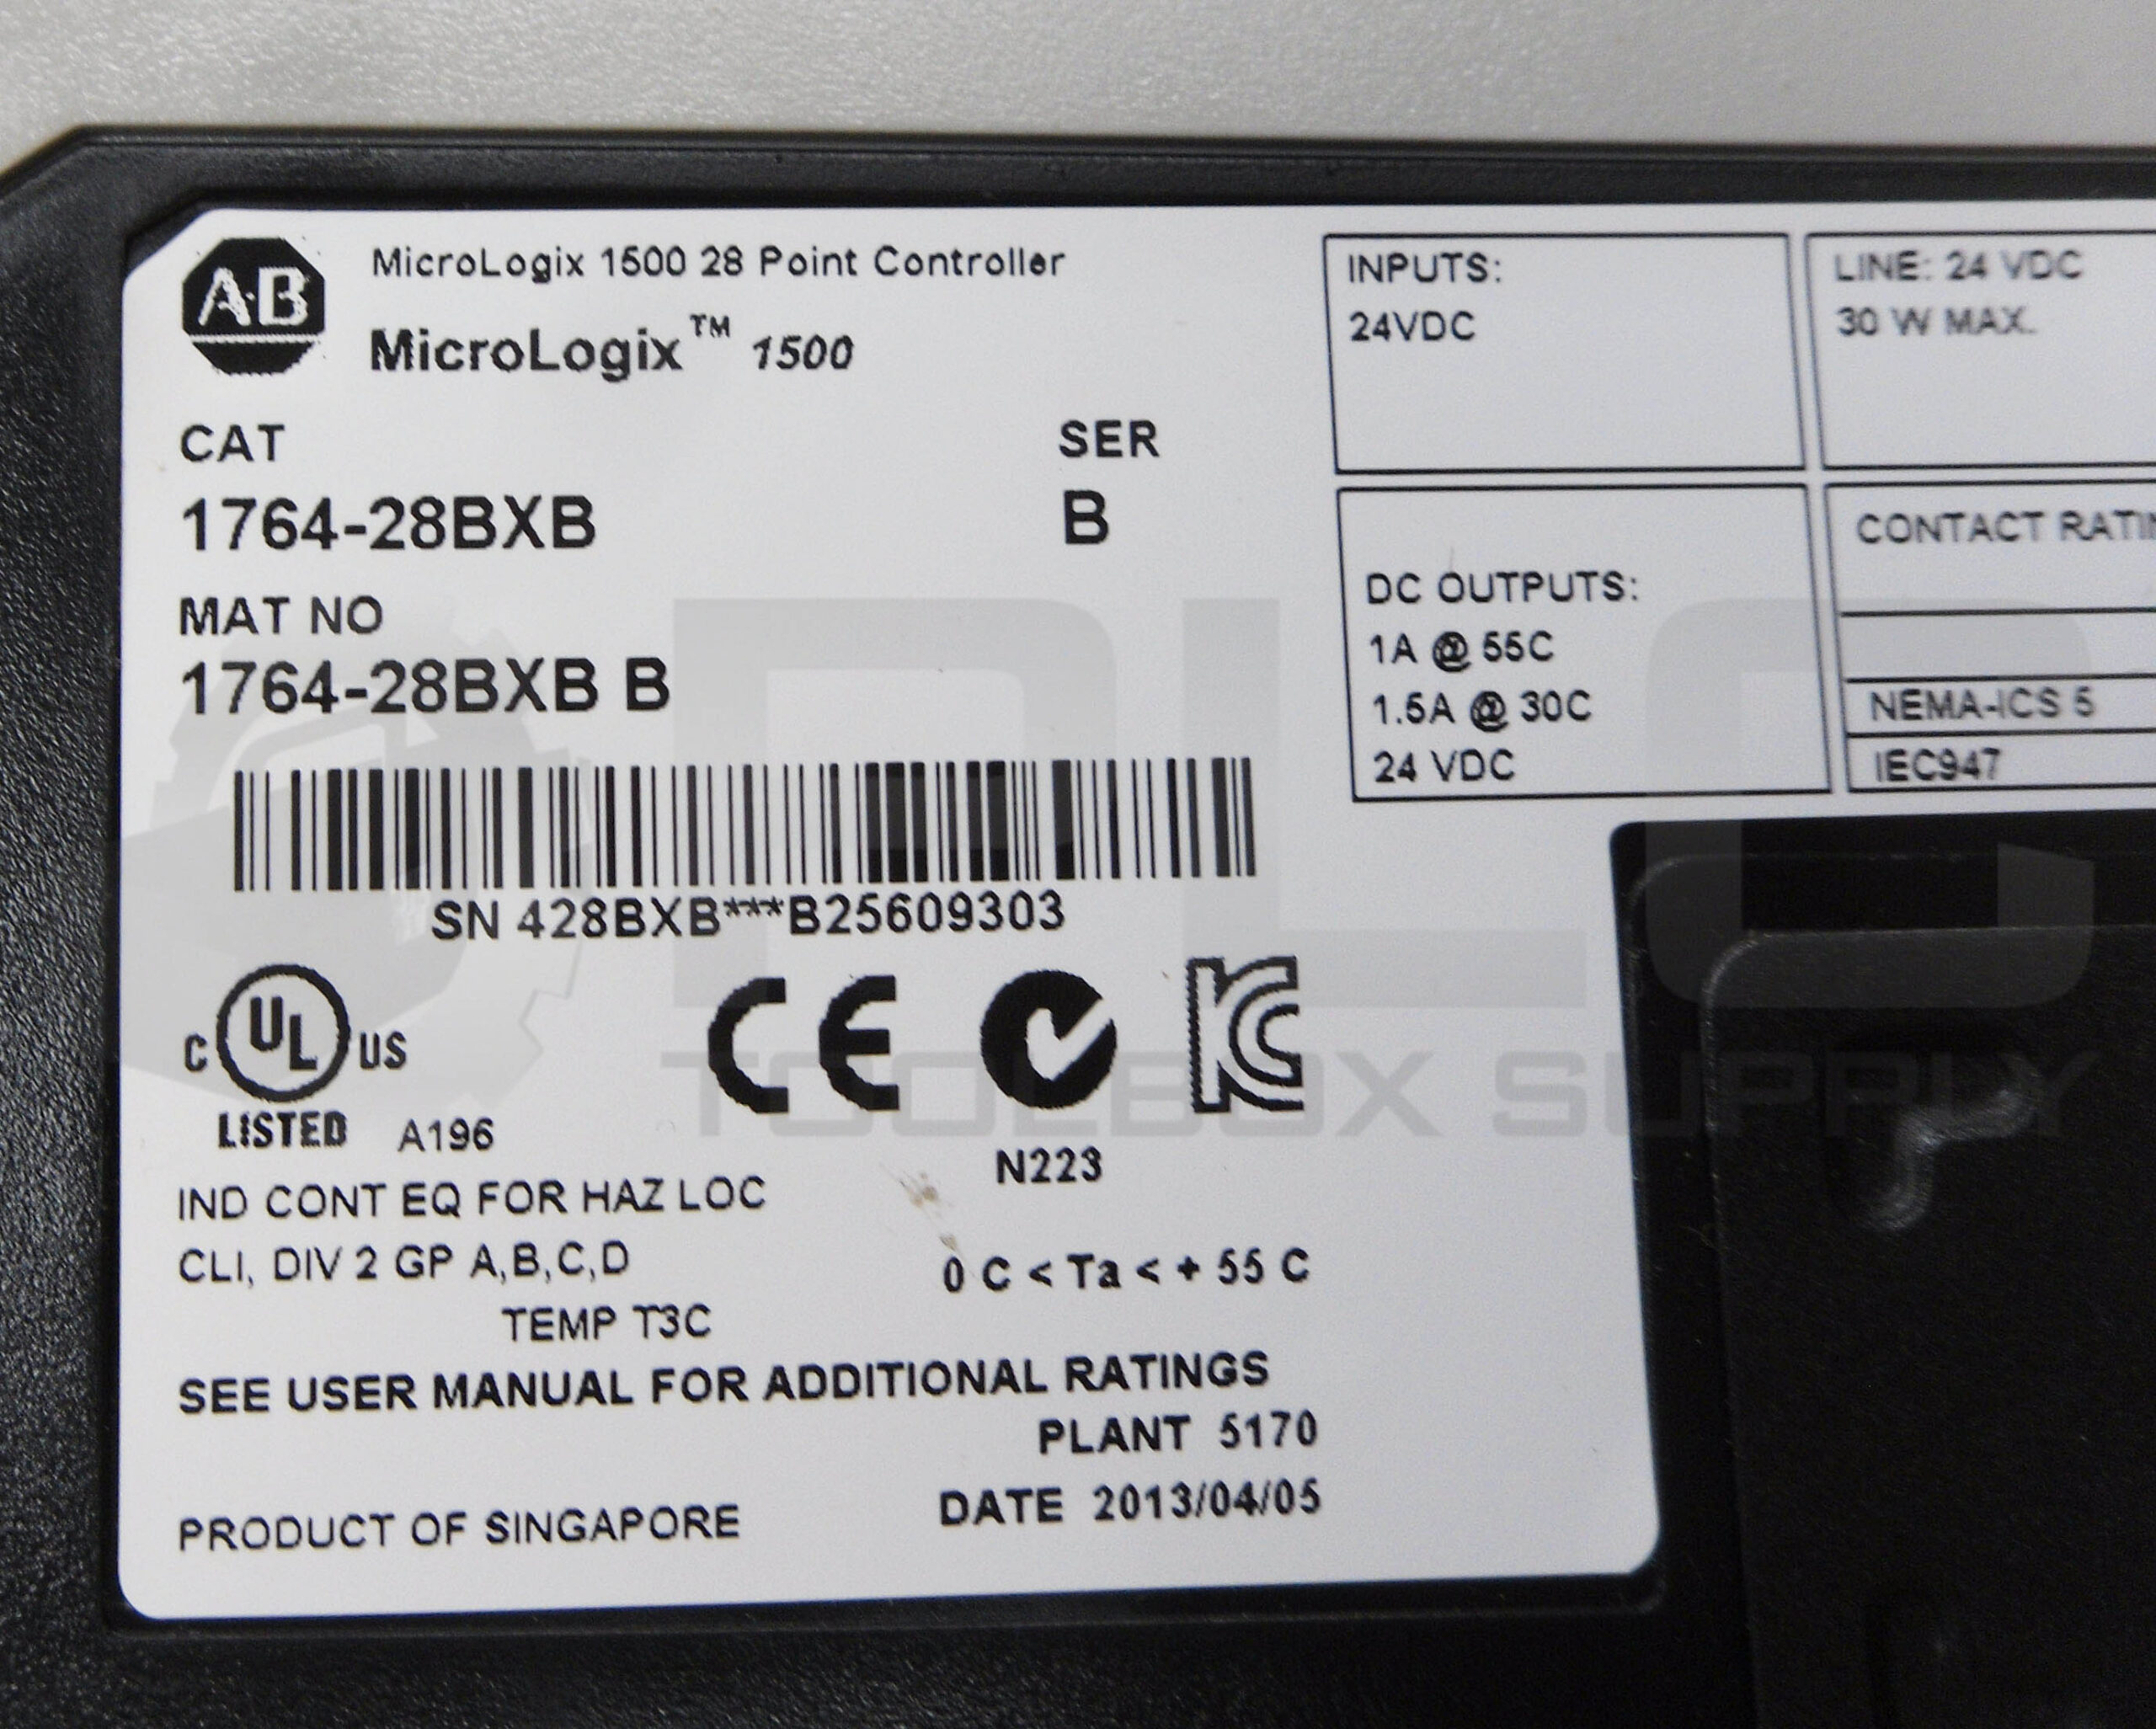 A·B
MicroLogix 1500 28 Point Controller
MicroLogix™ 1500
CAT
SER
1764-28BXB
B
MAT NO
1764-28BXB B
SN 428BXB***B25609303
C UL US
LISTED A196
CE
KC
N223
IND CONT EQ FOR HAZ LOC
CLI, DIV 2 GP A,B,C,D
TEMP T3C
0 C < Ta < + 55 C
SEE USER MANUAL FOR ADDITIONAL RATINGS
PLANT 5170
PRODUCT OF SINGAPORE
DATE 2013/04/05
INPUTS:
24VDC
LINE: 24 VDC
30 W MAX.
DC OUTPUTS:
1A @ 55C
1.5A @ 30C
24 VDC
CONTACT
NEMA-ICS 5
IEC947
PLC
TOOLBOX SUPPLY